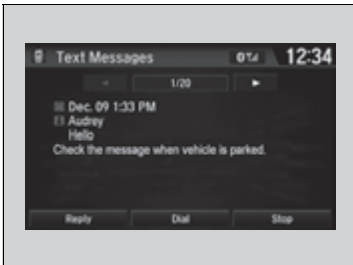 Text Messages 12:34
1/20
Dec. 09 1:33 PM
Audrey
Hello
Check the message when vehicle is parked.
Reply Dial Stop